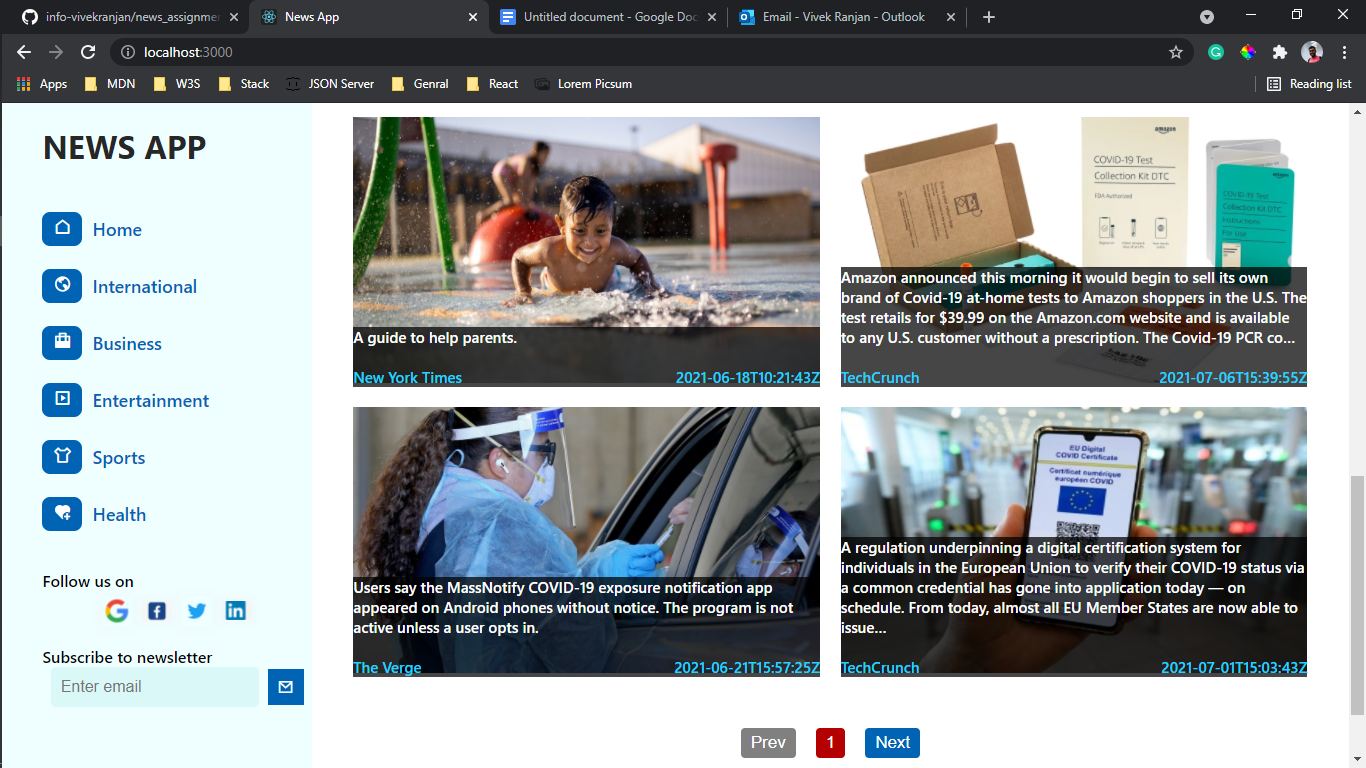 info-vivekranjan/news_assignmen
News App
Untitled document - Google Doc
Email - Vivek Ranjan - Outlook
localhost:3000
Apps
MDN
W3S
Stack
JSON Server
Genral
React
Lorem Picsum
Reading list
NEWS APP
Home
International
Business
Entertainment
Sports
Health
Follow us on
Subscribe to newsletter
Enter email
A guide to help parents.
New York Times 2021-06-18T10:21:43Z
amazon
COVID-19 Test
Collection Kit DTC
FDA Authorized
COVID-19 Test
Collection Kit DTC
Instructions
For Use
Amazon announced this morning it would begin to sell its own
brand of Covid-19 at-home tests to Amazon shoppers in the U.S. The
test retails for $39.99 on the Amazon.com website and is available
to any U.S. customer without a prescription. The Covid-19 PCR co...
TechCrunch 2021-07-06T15:39:55Z
Users say the MassNotify COVID-19 exposure notification app
appeared on Android phones without notice. The program is not
active unless a user opts in.
The Verge 2021-06-21T15:57:25Z
EU Digital
COVID Certificate
Certificat numérique
européen COVID
A regulation underpinning a digital certification system for
individuals in the European Union to verify their COVID-19 status via
a common credential has gone into application today — on
schedule. From today, almost all EU Member States are now able to
issue...
TechCrunch 2021-07-01T15:03:43Z
Prev
1
Next